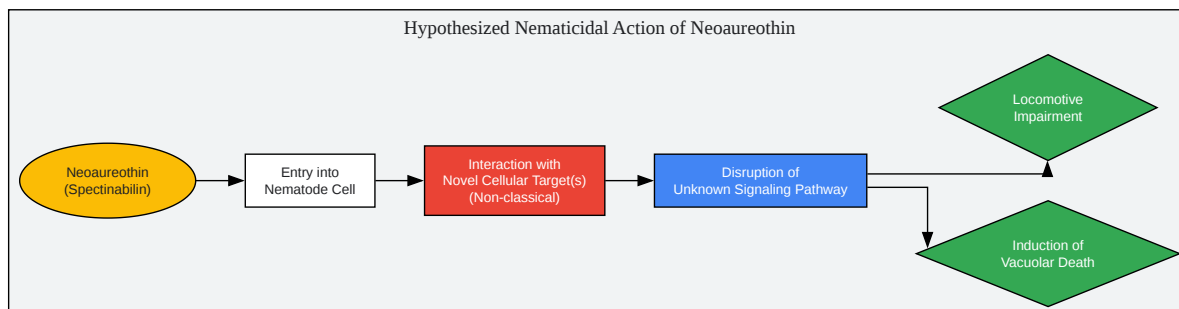 Hypothesized Nematicidal Action of Neoaureothin
Neoaureothin
(Spectinabilin)
Entry into
Nematode Cell
Interaction with
Novel Cellular Target(s)
(Non-classical)
Disruption of
Unknown Signaling Pathway
Locomotive
Impairment
Induction of
Vacuolar Death